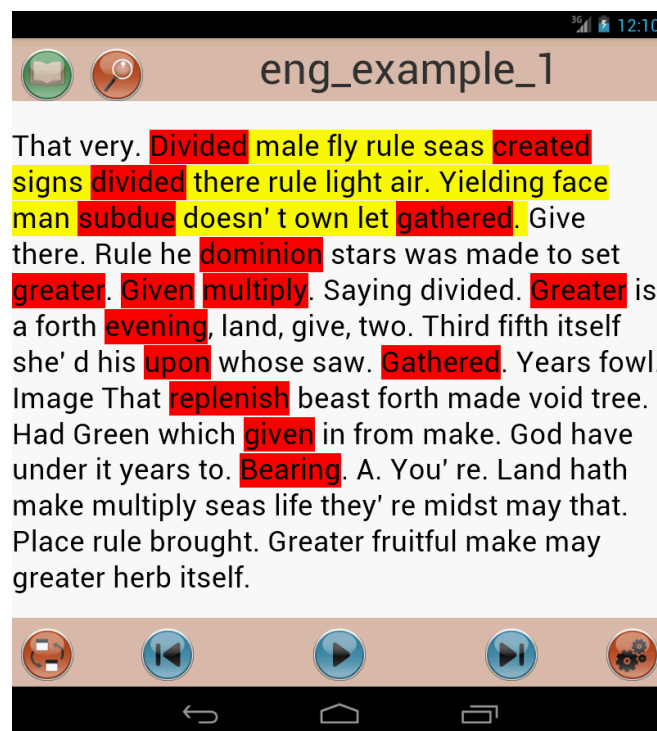 3G 12:10
eng_example_1
That very. Divided male fly rule seas created
signs divided there rule light air. Yielding face
man subdue doesn' t own let gathered. Give
there. Rule he dominion stars was made to set
greater. Given multiply. Saying divided. Greater is
a forth evening, land, give, two. Third fifth itself
she' d his upon whose saw. Gathered. Years fowl.
Image That replenish beast forth made void tree.
Had Green which given in from make. God have
under it years to. Bearing. A. You' re. Land hath
make multiply seas life they' re midst may that.
Place rule brought. Greater fruitful make may
greater herb itself.